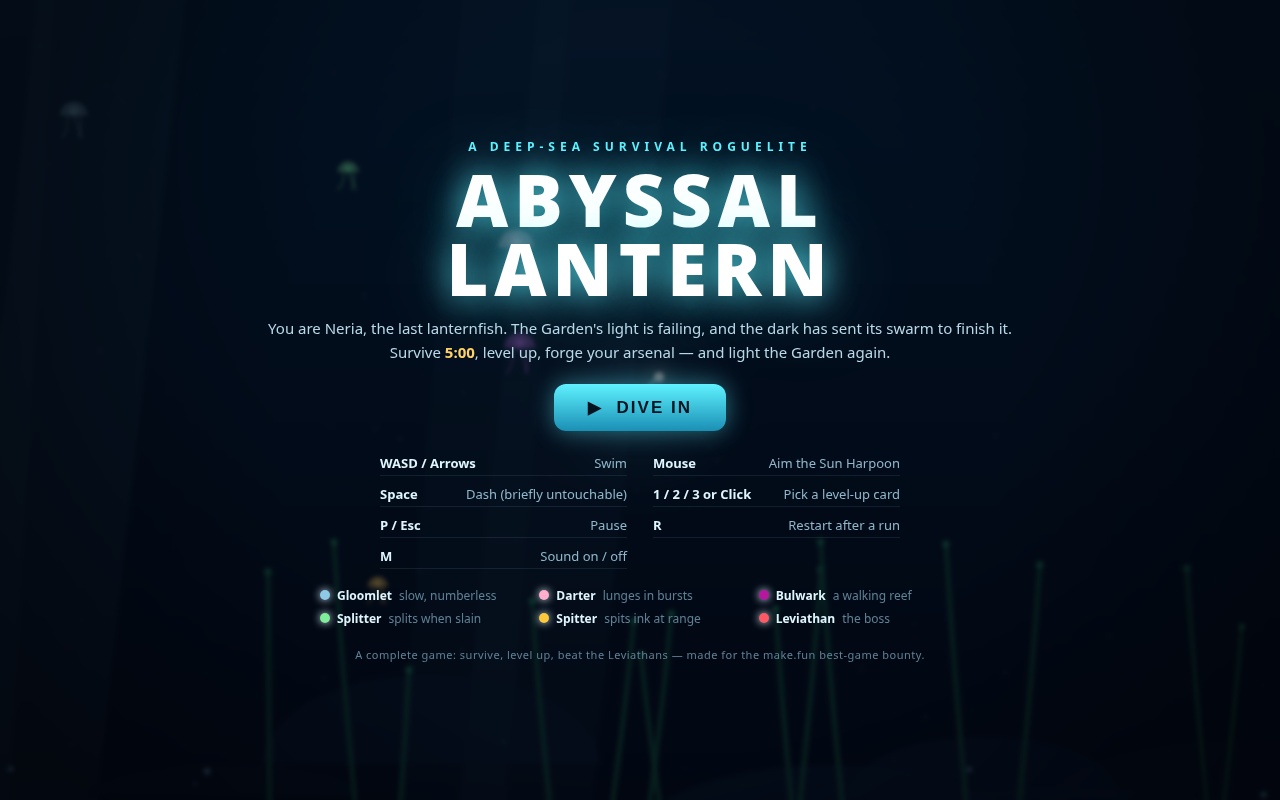 A DEEP-SEA SURVIVAL ROGUELITE
ABYSSAL
LANTERN
You are Neria, the last lanternfish. The Garden's light is failing, and the dark has sent its swarm to finish it.
Survive 5:00, level up, forge your arsenal — and light the Garden again.
▶ DIVE IN
WASD / Arrows Swim Mouse Aim the Sun Harpoon
Space Dash (briefly untouchable) 1 / 2 / 3 or Click Pick a level-up card
P / Esc Pause R Restart after a run
M Sound on / off
Gloomlet slow, numberless Darter lunges in bursts Bulwark a walking reef
Splitter splits when slain Spitter spits ink at range Leviathan the boss
A complete game: survive, level up, beat the Leviathans — made for the make.fun best-game bounty.